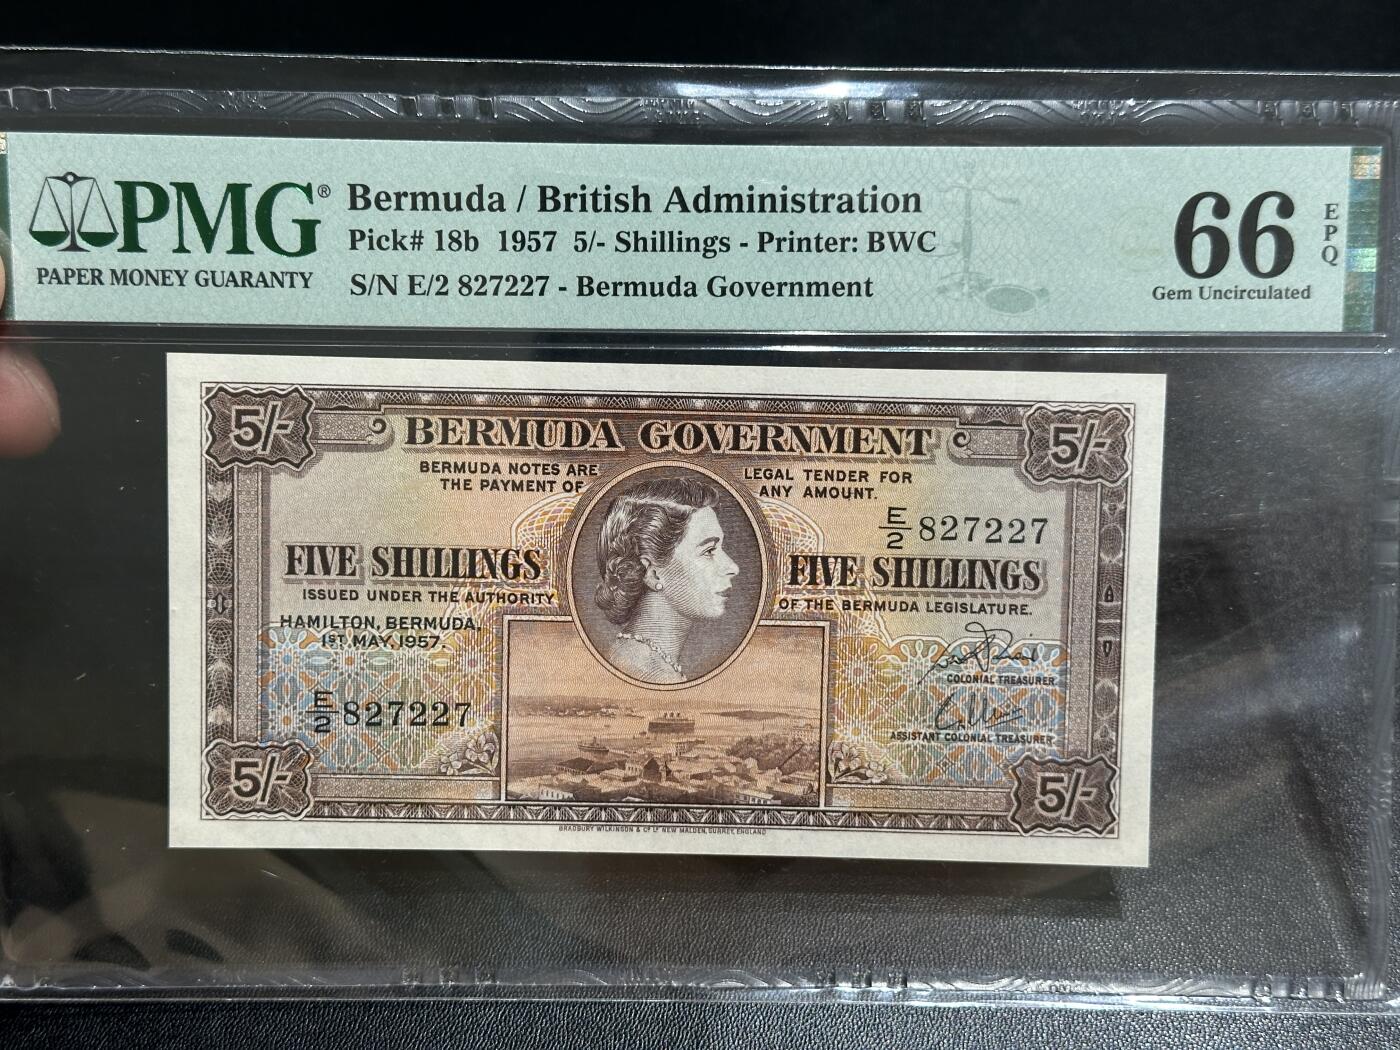 PMG®
PAPER MONEY GUARANTY
Bermuda / British Administration
Pick# 18b 1957 5/- Shillings - Printer: BWC
S/N E/2 827227 - Bermuda Government
66
EPQ
Gem Uncirculated
5/-
5/-
BERMUDA GOVERNMENT
BERMUDA NOTES ARE LEGAL TENDER FOR
THE PAYMENT OF ANY AMOUNT.
E/2 827227
FIVE SHILLINGS FIVE SHILLINGS
ISSUED UNDER THE AUTHORITY OF THE BERMUDA LEGISLATURE.
HAMILTON, BERMUDA,
1ST MAY, 1957.
COLONIAL TREASURER
E/2 827227
ASSISTANT COLONIAL TREASURER
5/-
5/-
BRADBURY WILKINSON & Co Lt NEW MALDEN, SURREY, ENGLAND